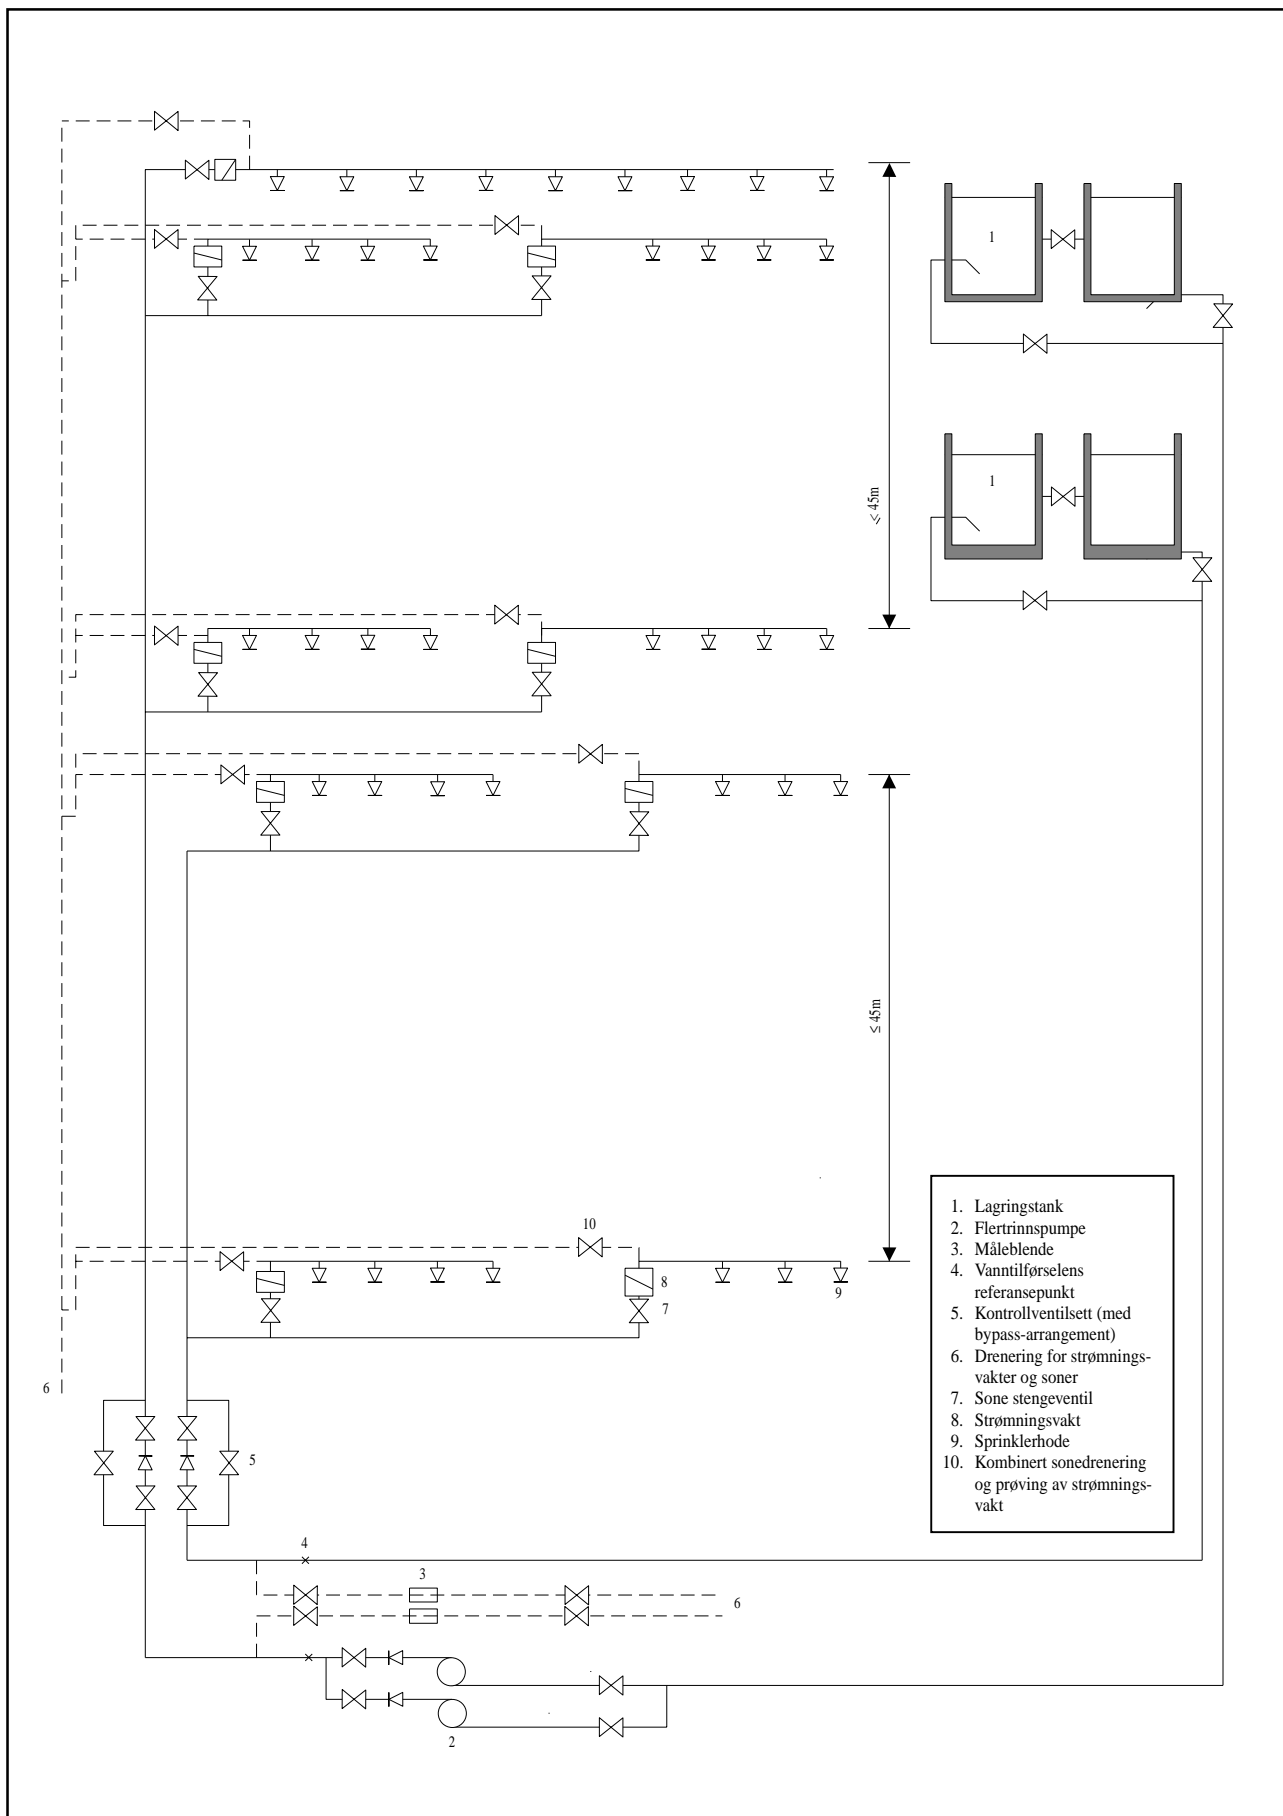 1
≤ 45m
1
≤ 45m
10
8
9
7
6
5
4
3
6
2
1. Lagringstank
2. Flertrinnspumpe
3. Måleblende
4. Vanntilførselens
referansepunkt
5. Kontrollventilsett (med
bypass-arrangement)
6. Drenering for strømnings-
vakter og soner
7. Sone stengeventil
8. Strømningsvakt
9. Sprinklerhode
10. Kombinert sonedrenering
og prøving av strømnings-
vakt